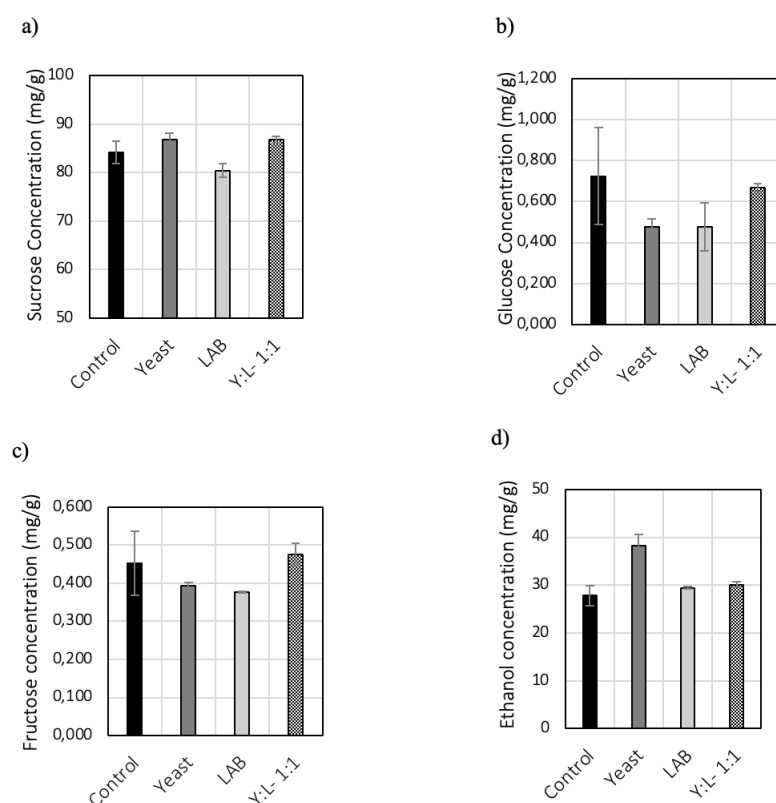 a)
Sucrose Concentration (mg/g)
100
90
80
70
60
50
Control
Yeast
LAB
Y:L- 1:1
b)
Glucose Concentration (mg/g)
1,200
1,000
0,800
0,600
0,400
0,200
0,000
Control
Yeast
LAB
Y:L- 1:1
c)
Fructose concentration (mg/g)
0,600
0,500
0,400
0,300
0,200
0,100
0,000
Control
Yeast
LAB
Y:L- 1:1
d)
Ethanol concentration (mg/g)
50
40
30
20
10
0
Control
Yeast
LAB
Y:L- 1:1